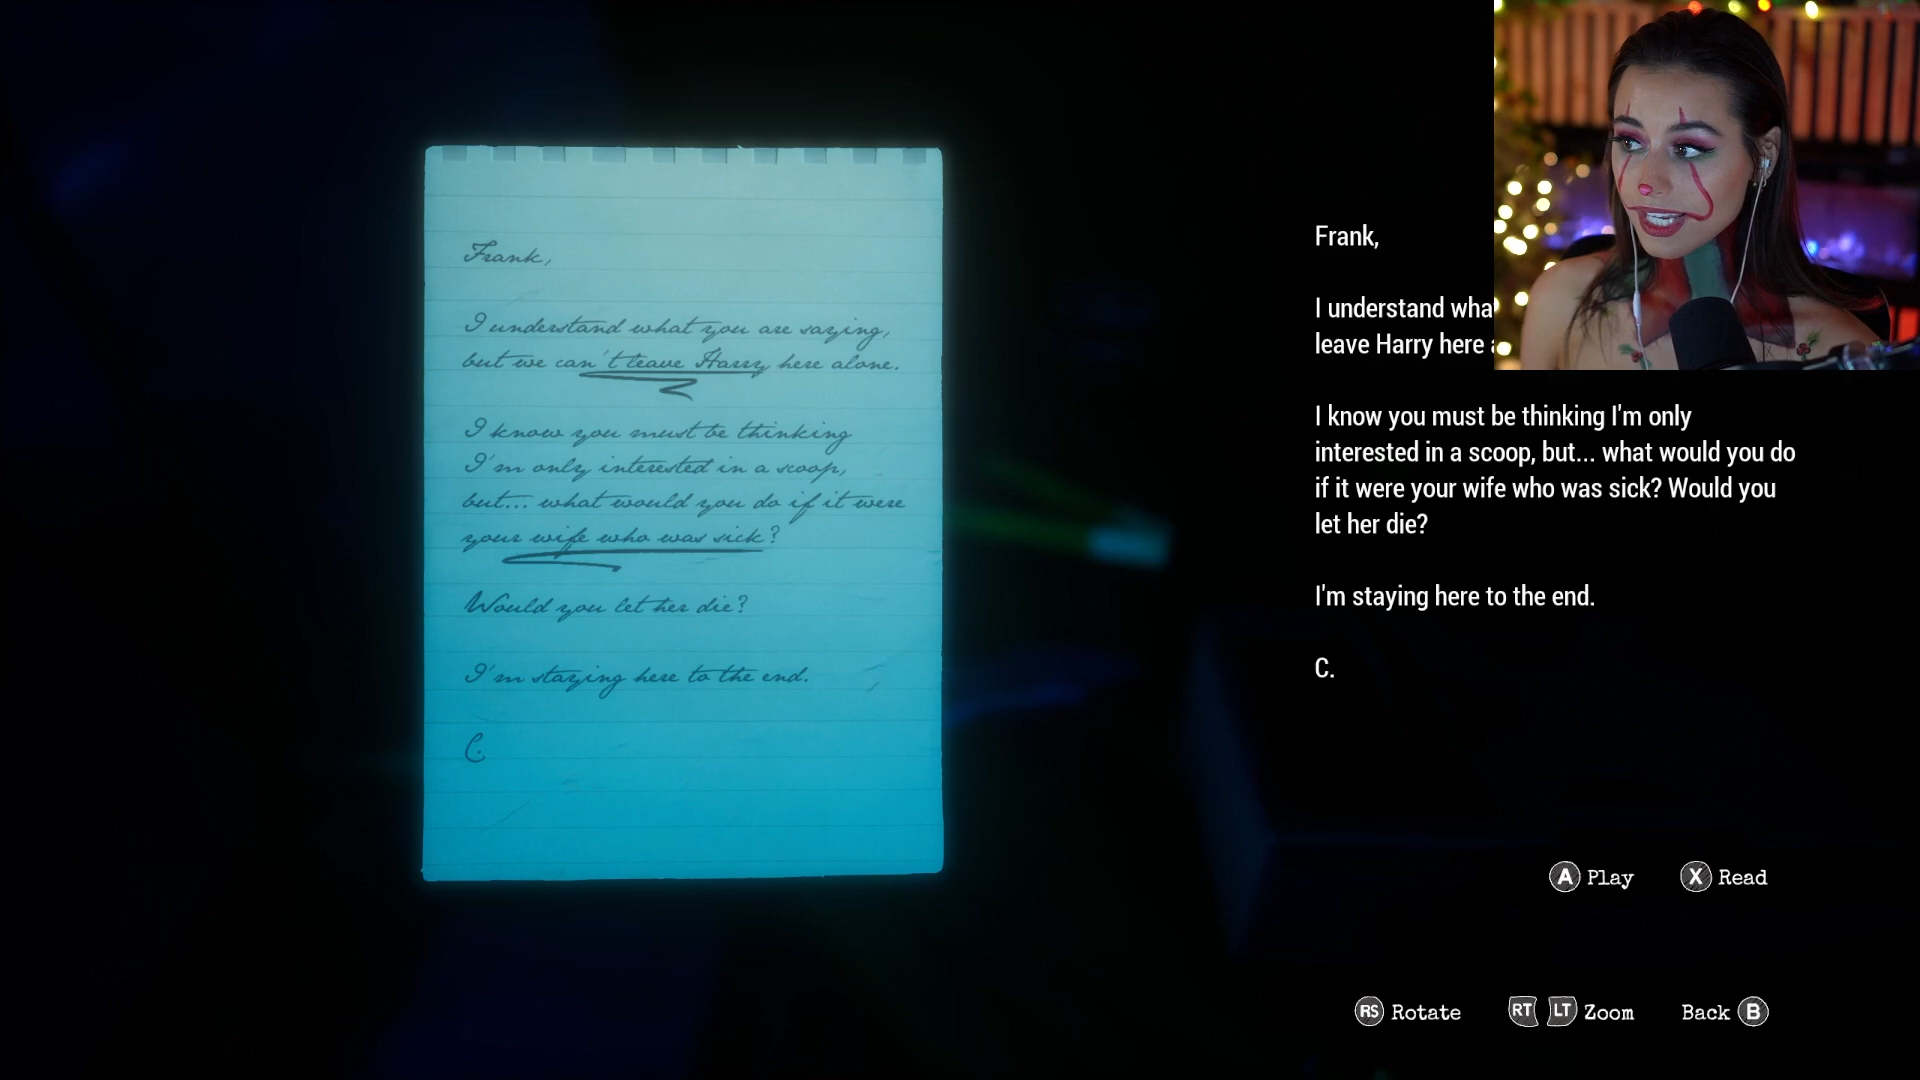 Frank,
I understand what you are saying,
but we can't leave Harry here alone.
I know you must be thinking
I'm only interested in a scoop,
but... what would you do if it were
your wife who was sick?
Would you let her die?
I'm staying here to the end.
C.
Frank,
I understand wha
leave Harry here
I know you must be thinking I'm only
interested in a scoop, but... what would you do
if it were your wife who was sick? Would you
let her die?
I'm staying here to the end.
C.
A Play X Read
RS Rotate RT LT Zoom Back B